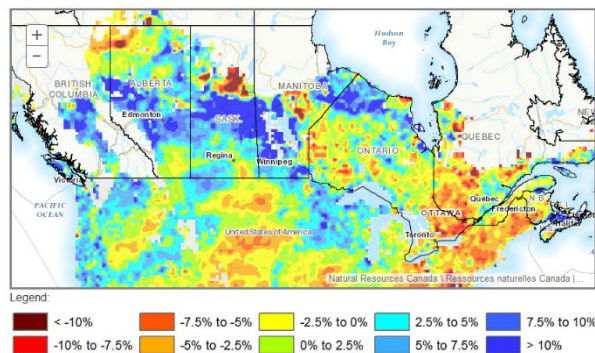 +
−
Hudson
Bay
BRITISH
COLUMBIA
ALBERTA
MANITOBA
Edmonton
SASK.
QUEBEC
ONTARIO
Regina
Winnipeg
Victoria
PACIFIC
OCEAN
OTTAWA
Québec
N B
Fredericton
P.E.I.
Halifax
N.S.
Toronto
United States of America
Natural Resources Canada \ Ressources naturelles Canada |...
Legend:
< -10% -7.5% to -5% -2.5% to 0% 2.5% to 5% 7.5% to 10%
-10% to -7.5% -5% to -2.5% 0% to 2.5% 5% to 7.5% > 10%